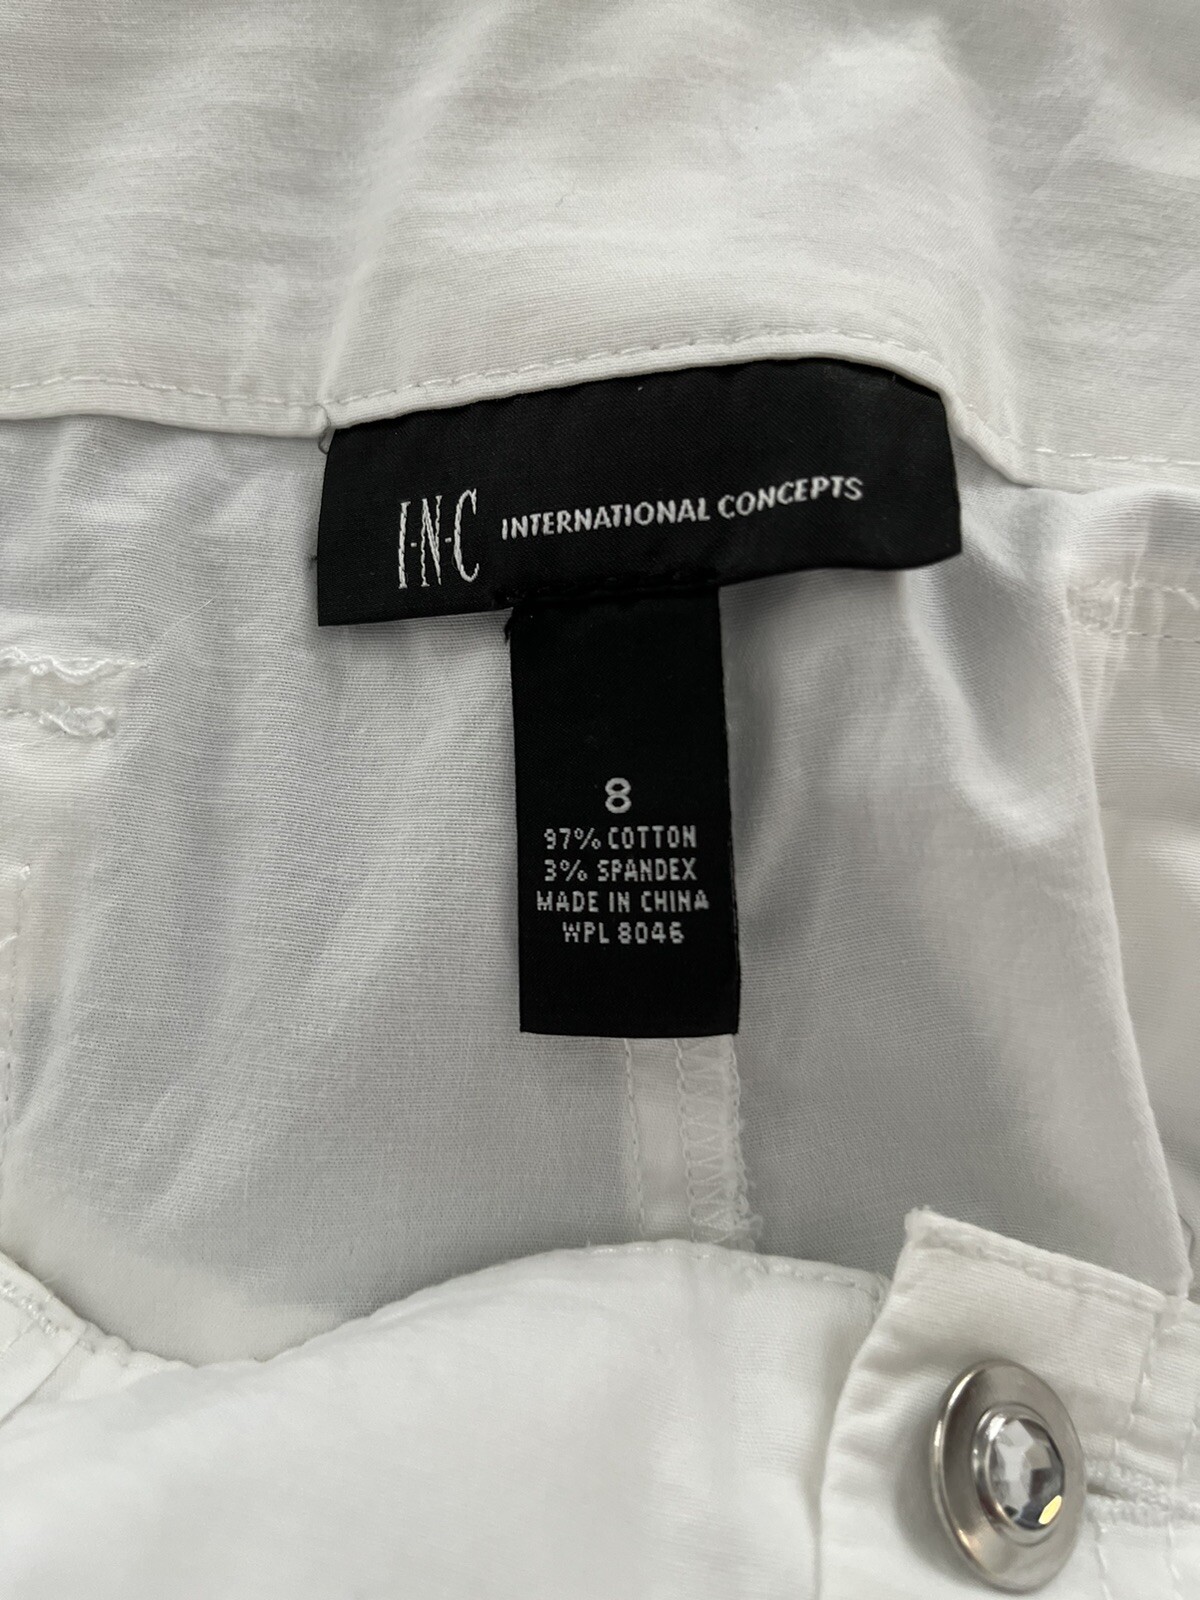 I·N·C INTERNATIONAL CONCEPTS
8
97% COTTON
3% SPANDEX
MADE IN CHINA
WPL 8046